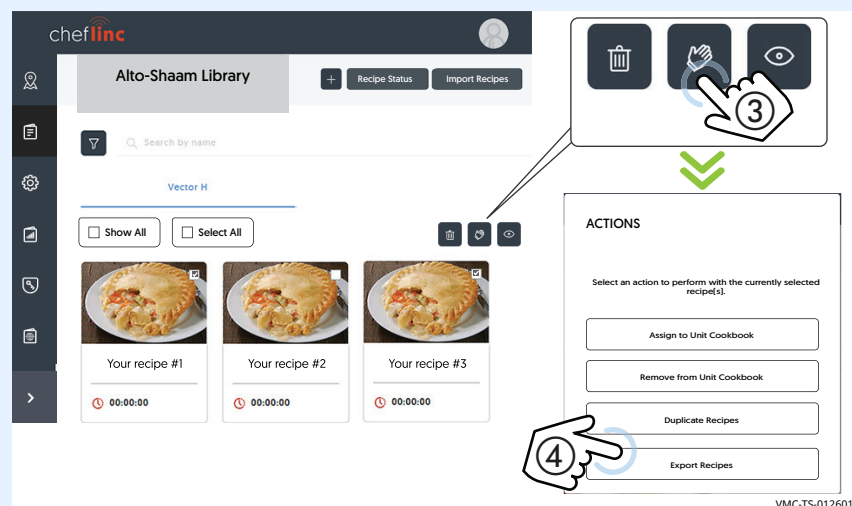 cheflinc
Alto-Shaam Library
+
Recipe Status
Import Recipes
Search by name
Vector H
Show All
Select All
Your recipe #1
Your recipe #2
Your recipe #3
00:00:00
00:00:00
00:00:00
3
ACTIONS
Select an action to perform with the currently selected
recipe[s].
Assign to Unit Cookbook
Remove from Unit Cookbook
Duplicate Recipes
4
Export Recipes
VMC-TS-012601